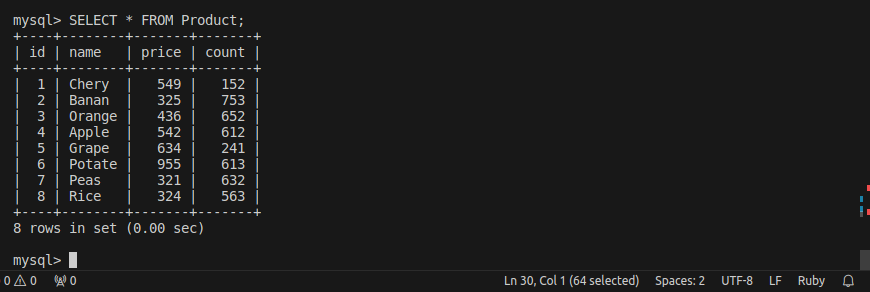 mysql> SELECT * FROM Product;
+----+--------+-------+-------+
| id | name   | price | count |
+----+--------+-------+-------+
|  1 | Chery  |   549 |   152 |
|  2 | Banan  |   325 |   753 |
|  3 | Orange |   436 |   652 |
|  4 | Apple  |   542 |   612 |
|  5 | Grape  |   634 |   241 |
|  6 | Potate |   955 |   613 |
|  7 | Peas   |   321 |   632 |
|  8 | Rice   |   324 |   563 |
+----+--------+-------+-------+
8 rows in set (0.00 sec)
mysql>
0 0 0 Ln 30, Col 1 (64 selected) Spaces: 2 UTF-8 LF Ruby